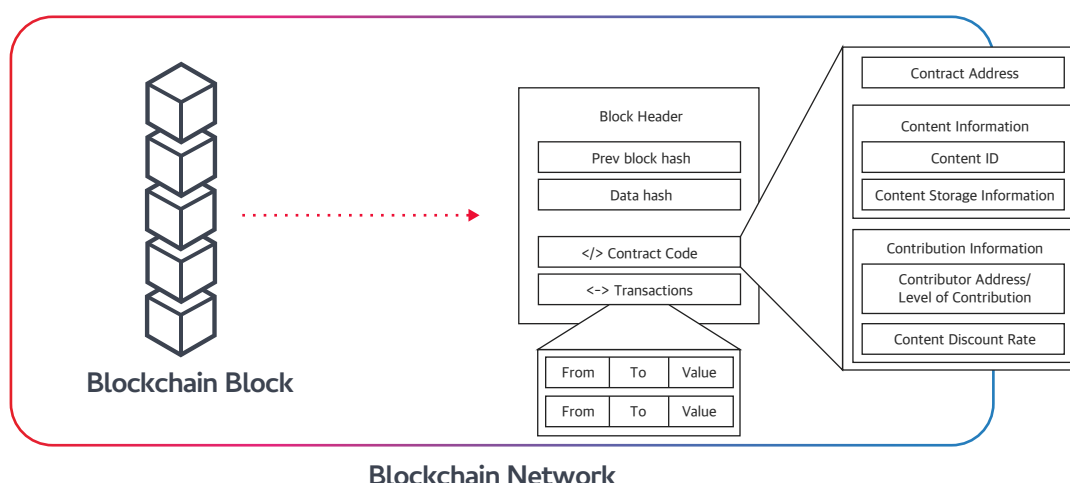 Block Header
Prev block hash
Data hash
</> Contract Code
<-> Transactions
From To Value
From To Value
Contract Address
Content Information
Content ID
Content Storage Information
Contribution Information
Contributor Address/
Level of Contribution
Content Discount Rate
Blockchain Block
Blockchain Network